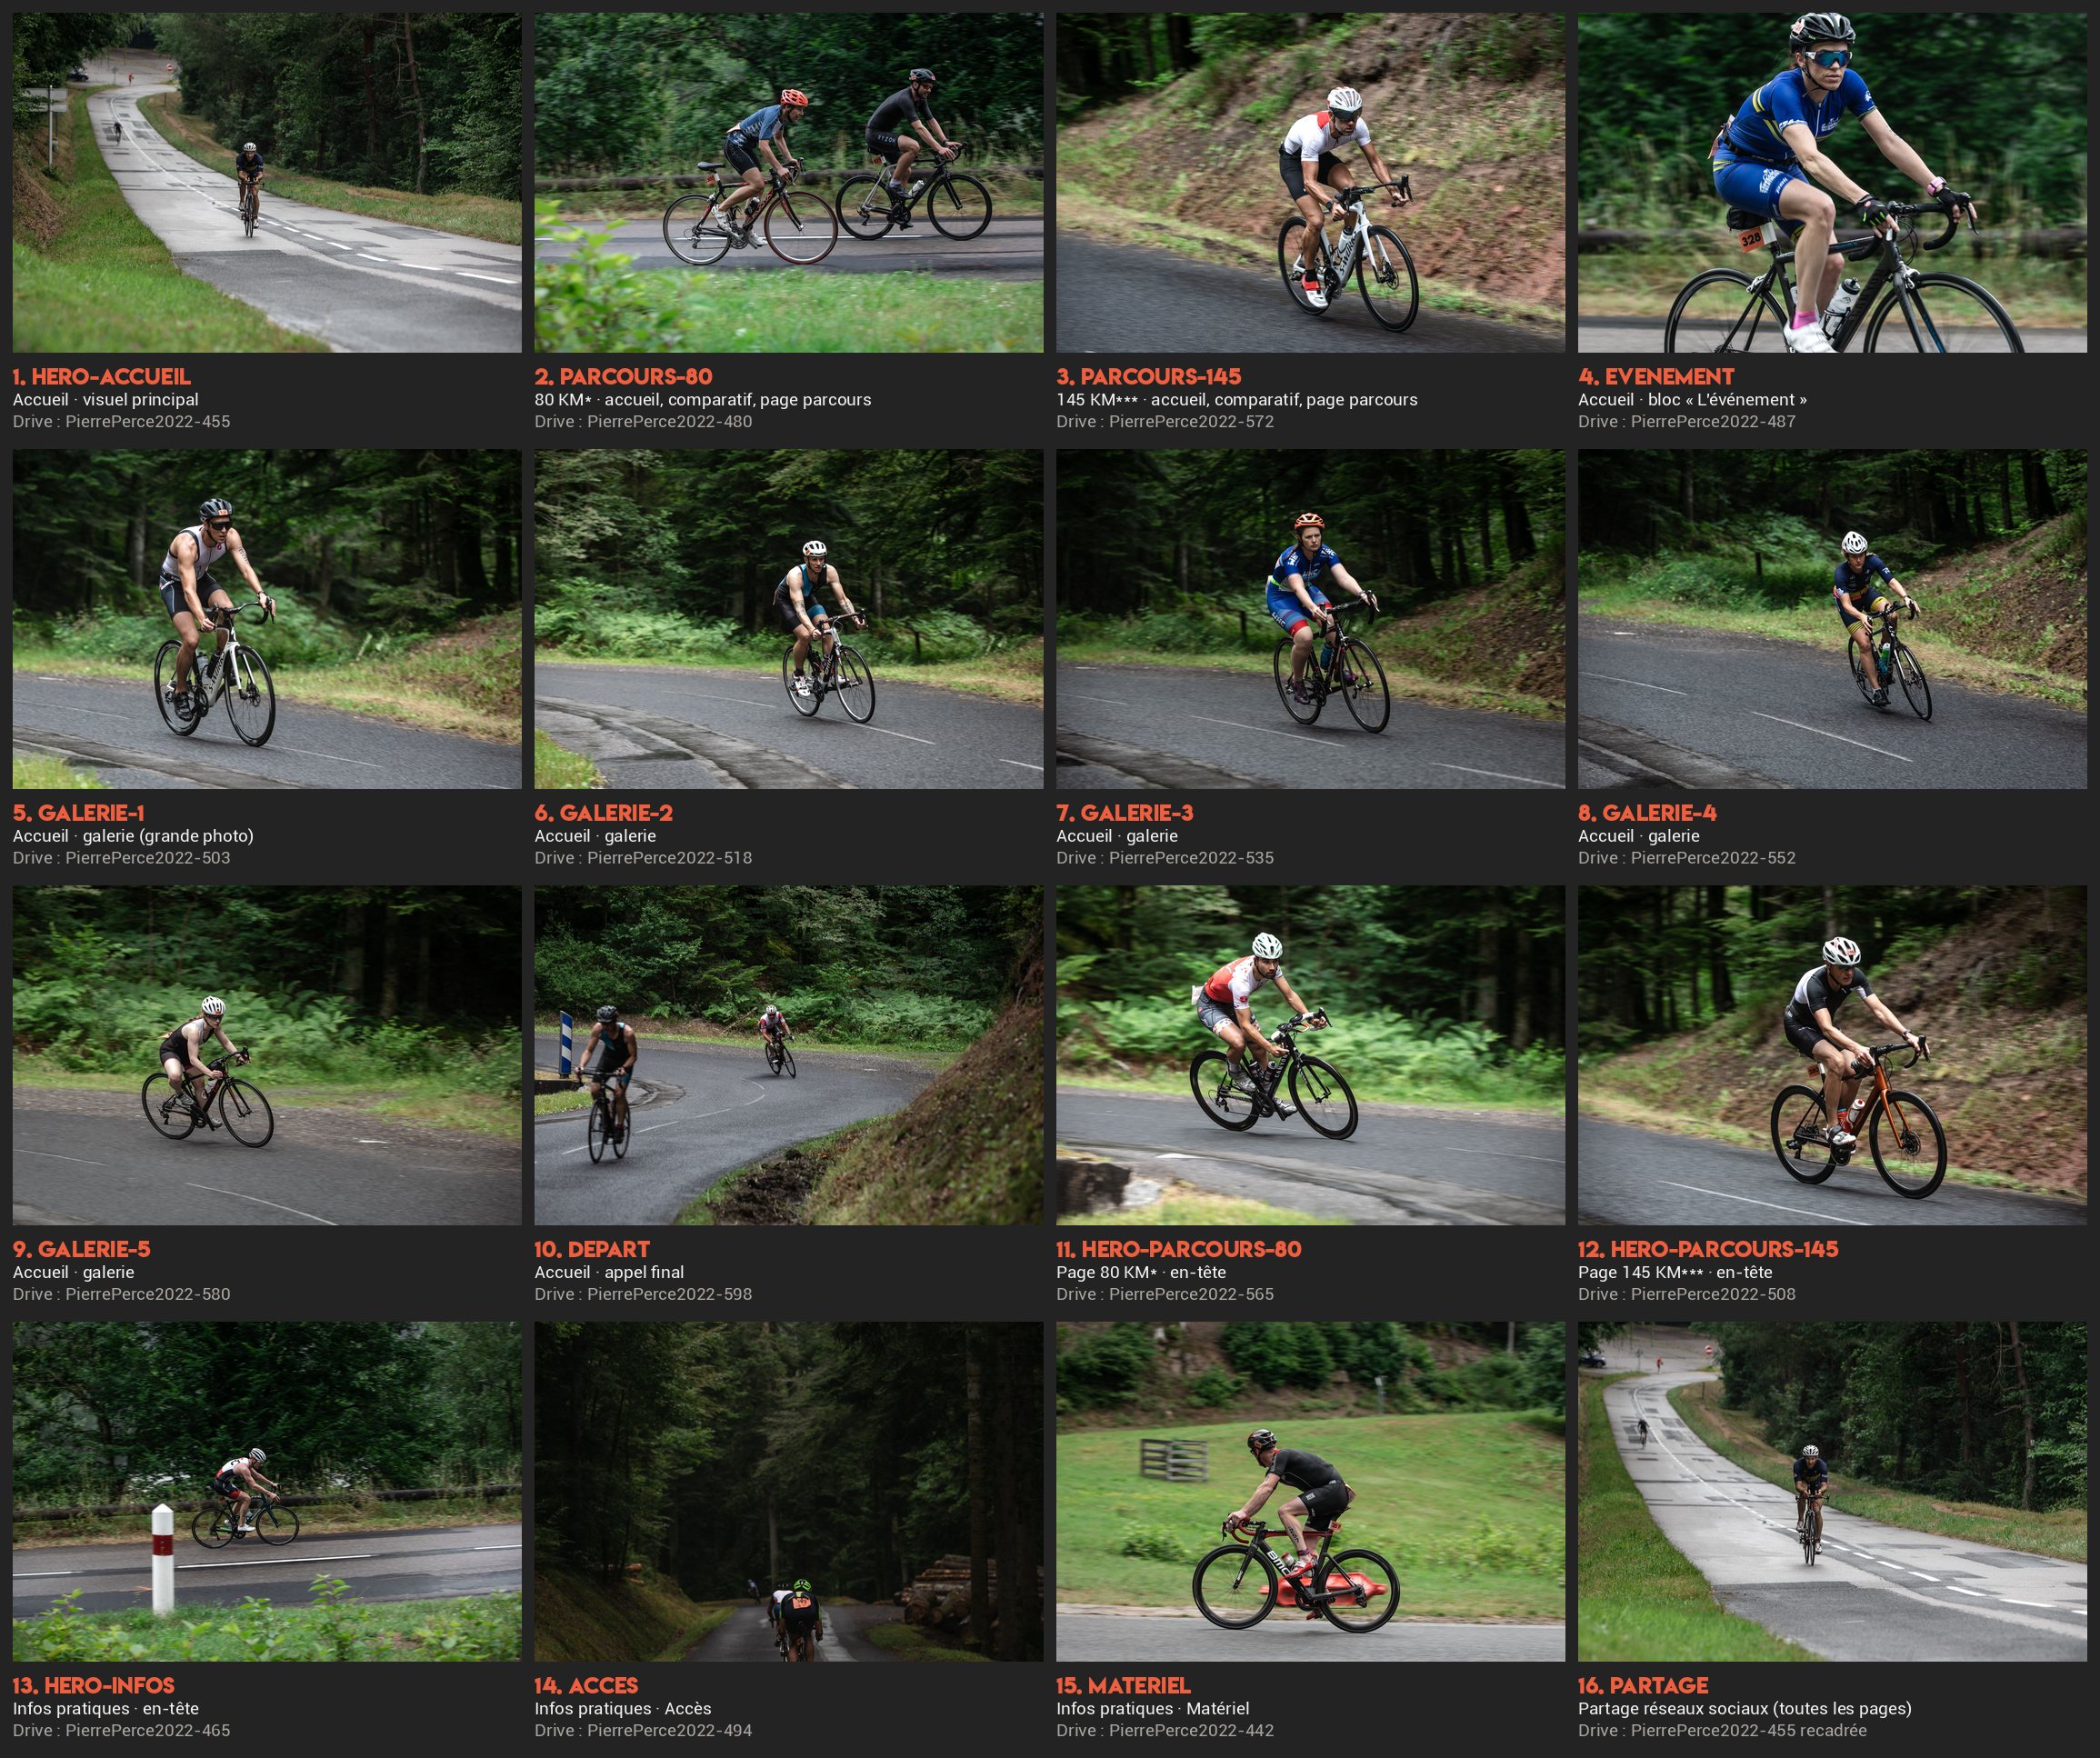 1. HERO-ACCUEIL
Accueil · visuel principal
Drive : PierrePerce2022-455
2. PARCOURS-80
80 KM* · accueil, comparatif, page parcours
Drive : PierrePerce2022-480
3. PARCOURS-145
145 KM*** · accueil, comparatif, page parcours
Drive : PierrePerce2022-572
328
4. EVENEMENT
Accueil · bloc « L'événement »
Drive : PierrePerce2022-487
5. GALERIE-1
Accueil · galerie (grande photo)
Drive : PierrePerce2022-503
6. GALERIE-2
Accueil · galerie
Drive : PierrePerce2022-518
7. GALERIE-3
Accueil · galerie
Drive : PierrePerce2022-535
8. GALERIE-4
Accueil · galerie
Drive : PierrePerce2022-552
9. GALERIE-5
Accueil · galerie
Drive : PierrePerce2022-580
10. DEPART
Accueil · appel final
Drive : PierrePerce2022-598
11. HERO-PARCOURS-80
Page 80 KM* · en-tête
Drive : PierrePerce2022-565
12. HERO-PARCOURS-145
Page 145 KM*** · en-tête
Drive : PierrePerce2022-508
13. HERO-INFOS
Infos pratiques · en-tête
Drive : PierrePerce2022-465
14. ACCES
Infos pratiques · Accès
Drive : PierrePerce2022-494
BMC
15. MATERIEL
Infos pratiques · Matériel
Drive : PierrePerce2022-442
16. PARTAGE
Partage réseaux sociaux (toutes les pages)
Drive : PierrePerce2022-455 recadrée